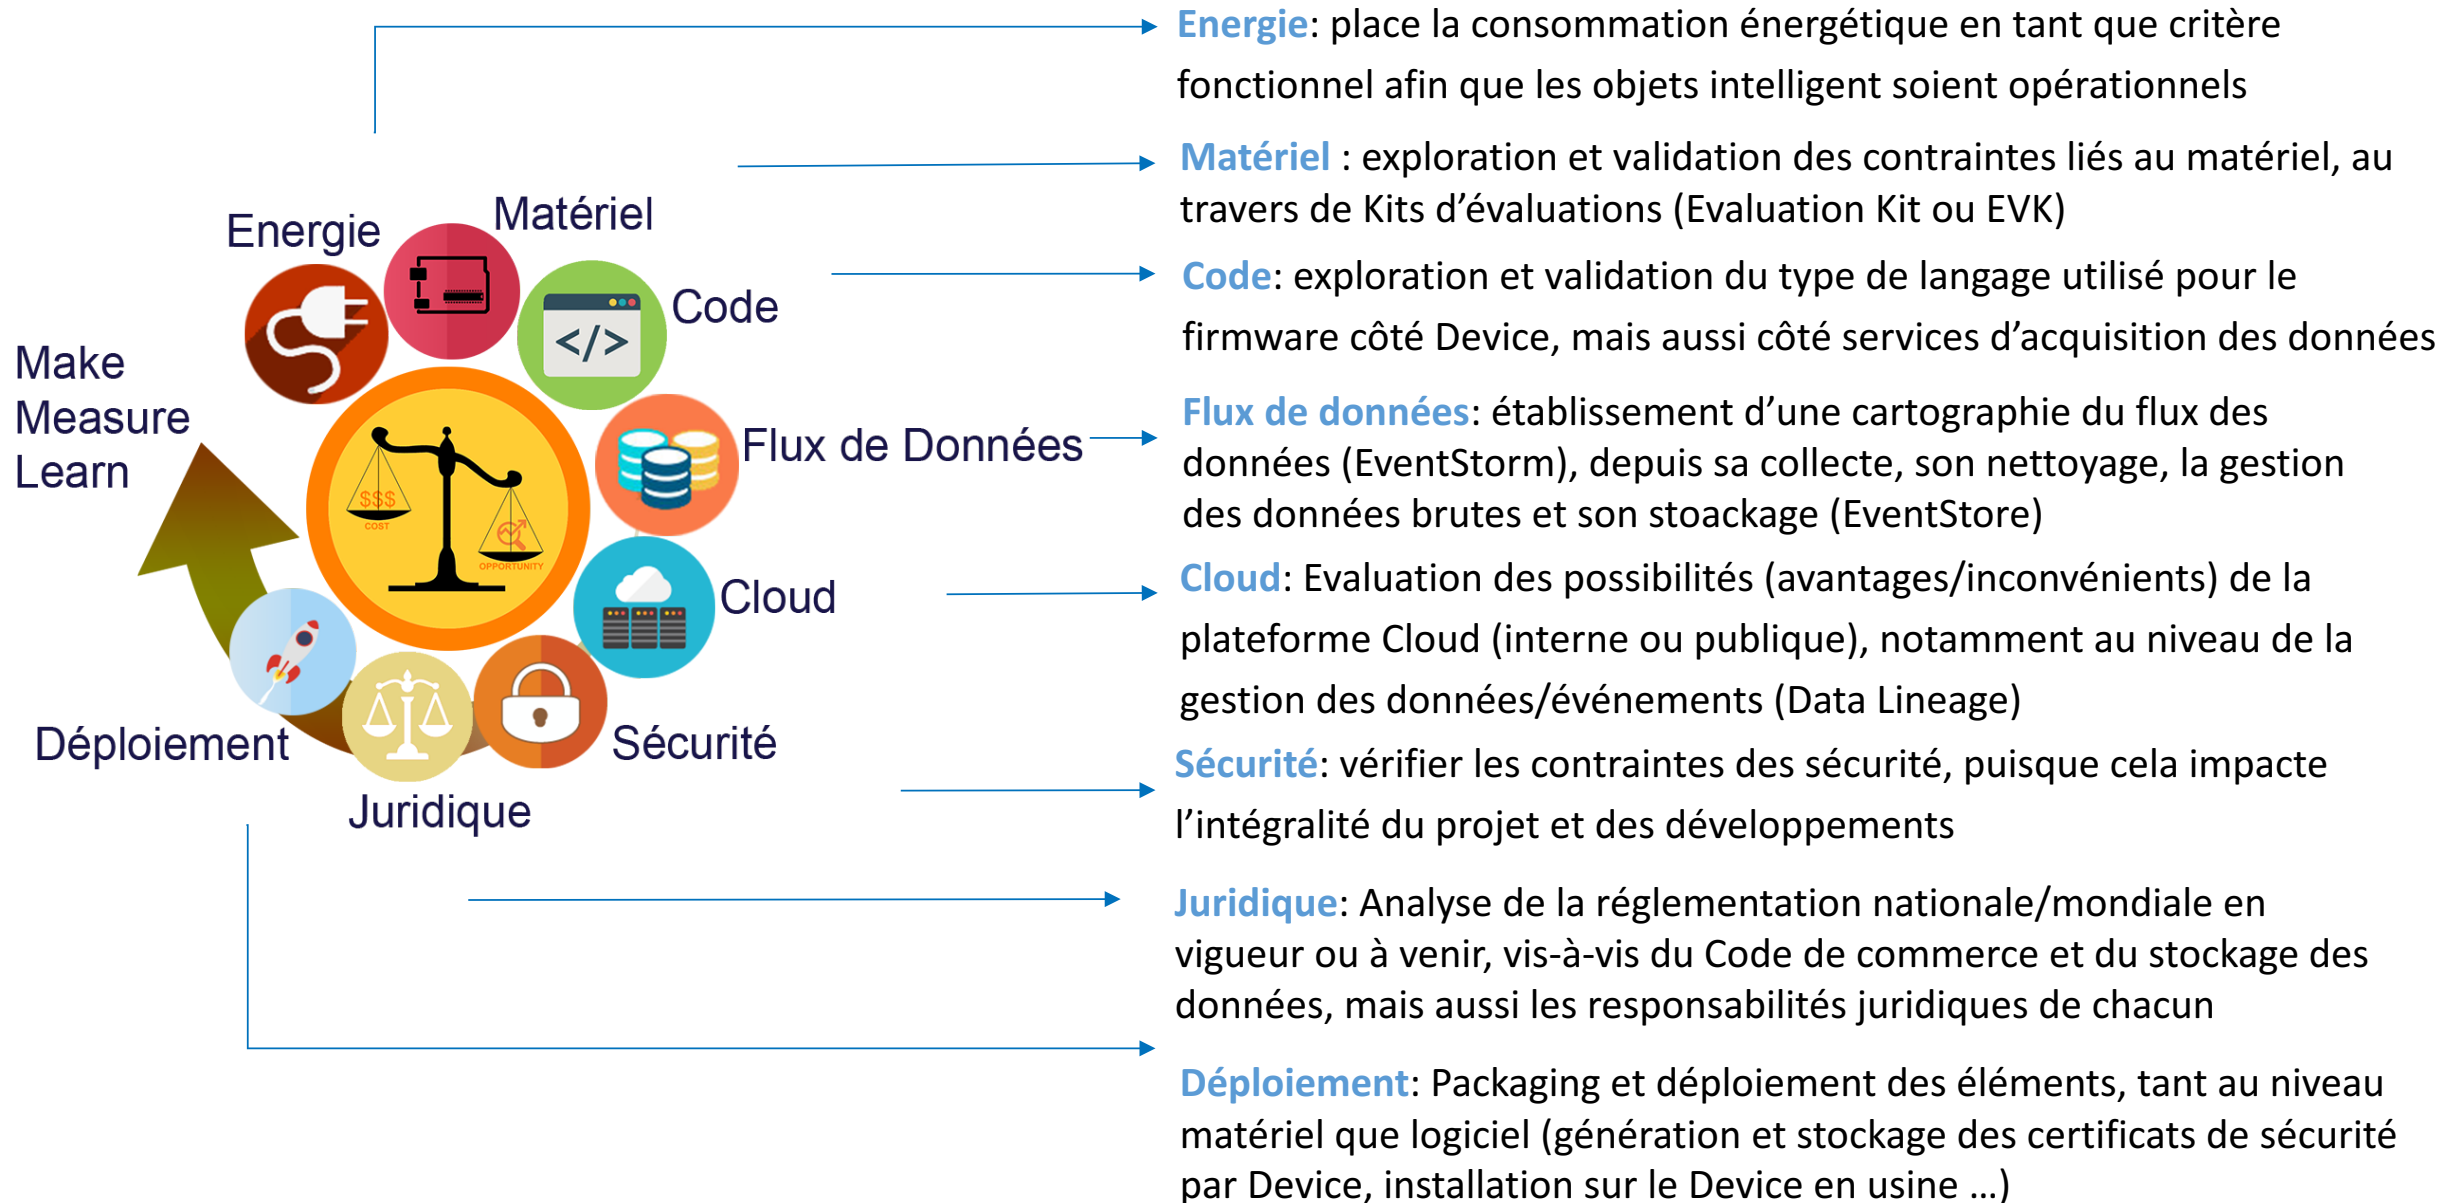 Energie
Matériel
Code
Flux de Données
Cloud
Sécurité
Juridique
Déploiement
Make
Measure
Learn
$$$
COST
OPPORTUNITY
</>
Energie: place la consommation énergétique en tant que critère
fonctionnel afin que les objets intelligent soient opérationnels
Matériel : exploration et validation des contraintes liés au matériel, au
travers de Kits d’évaluations (Evaluation Kit ou EVK)
Code: exploration et validation du type de langage utilisé pour le
firmware côté Device, mais aussi côté services d’acquisition des données
Flux de données: établissement d’une cartographie du flux des
données (EventStorm), depuis sa collecte, son nettoyage, la gestion
des données brutes et son stoackage (EventStore)
Cloud: Evaluation des possibilités (avantages/inconvénients) de la
plateforme Cloud (interne ou publique), notamment au niveau de la
gestion des données/événements (Data Lineage)
Sécurité: vérifier les contraintes des sécurité, puisque cela impacte
l’intégralité du projet et des développements
Juridique: Analyse de la réglementation nationale/mondiale en
vigueur ou à venir, vis-à-vis du Code de commerce et du stockage des
données, mais aussi les responsabilités juridiques de chacun
Déploiement: Packaging et déploiement des éléments, tant au niveau
matériel que logiciel (génération et stockage des certificats de sécurité
par Device, installation sur le Device en usine …)